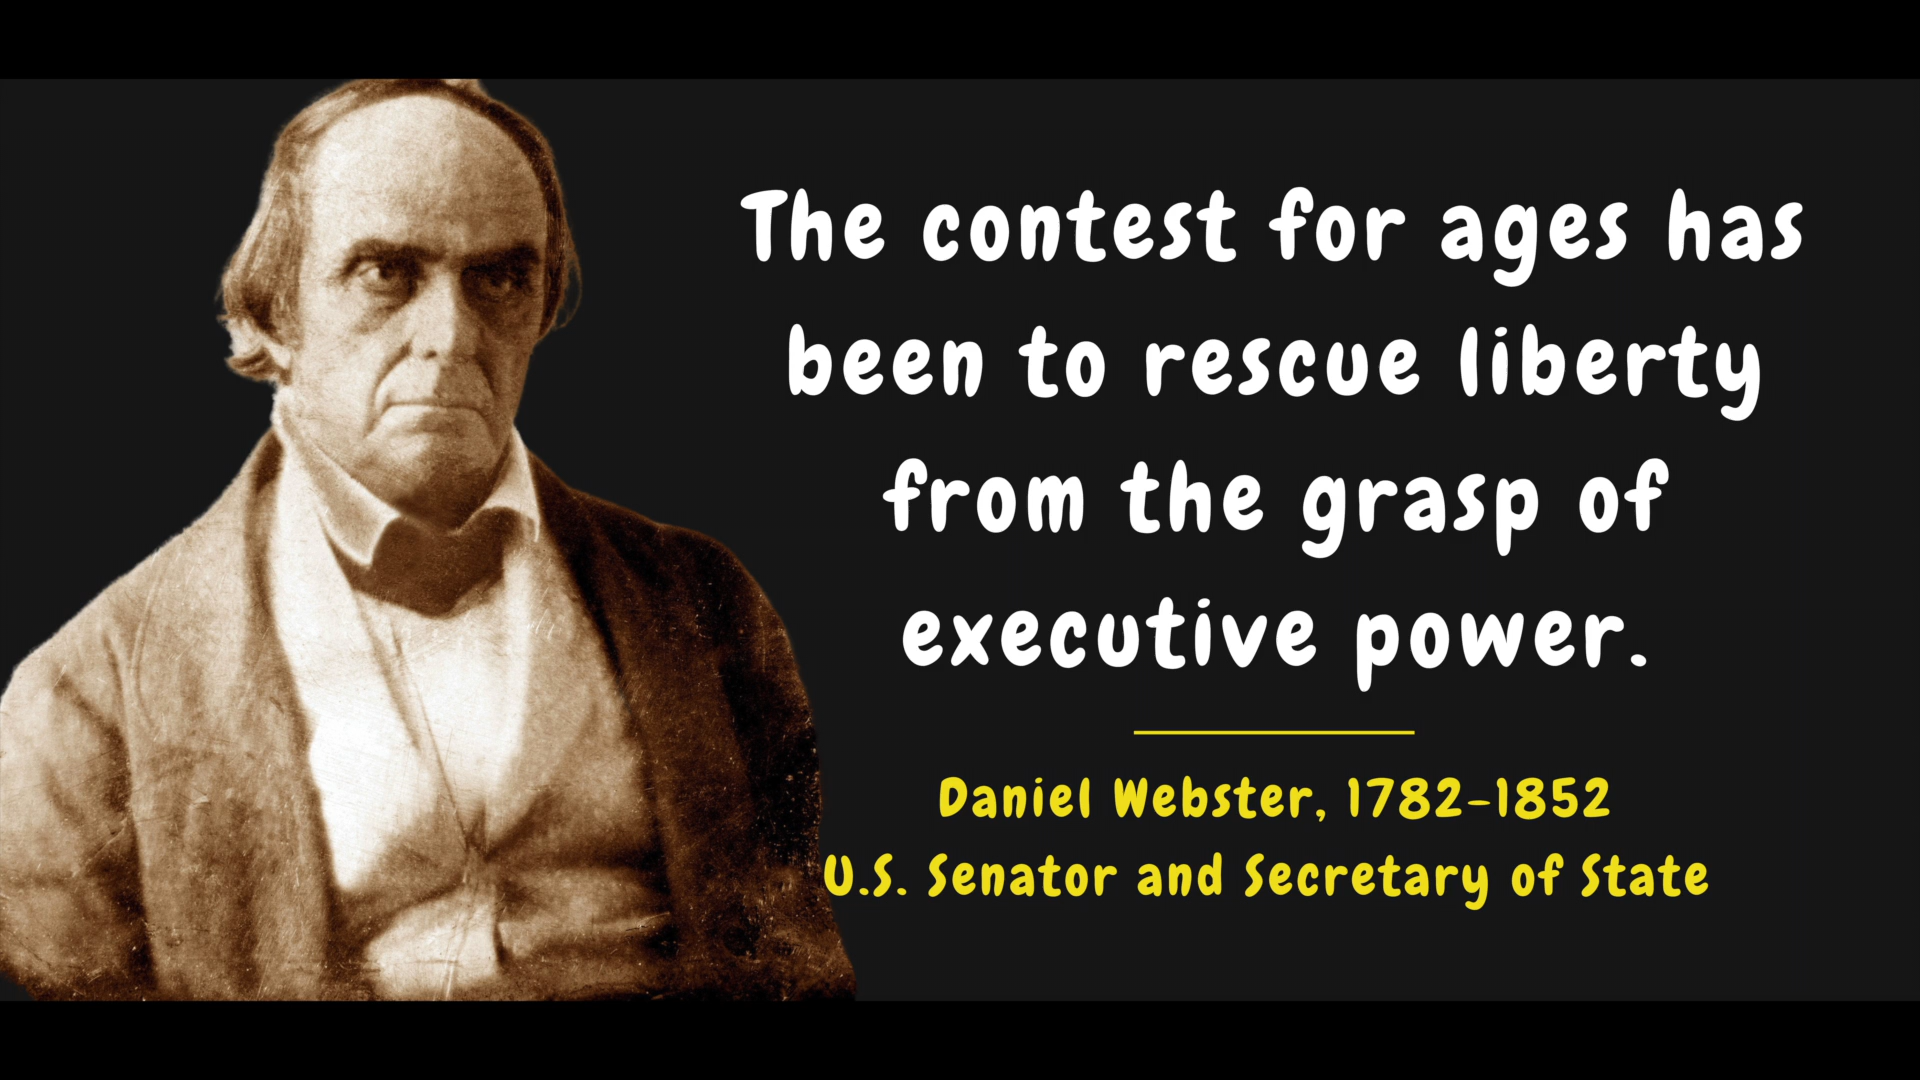 The contest for ages has
been to rescue liberty
from the grasp of
executive power.
Daniel Webster, 1782-1852
U.S. Senator and Secretary of State